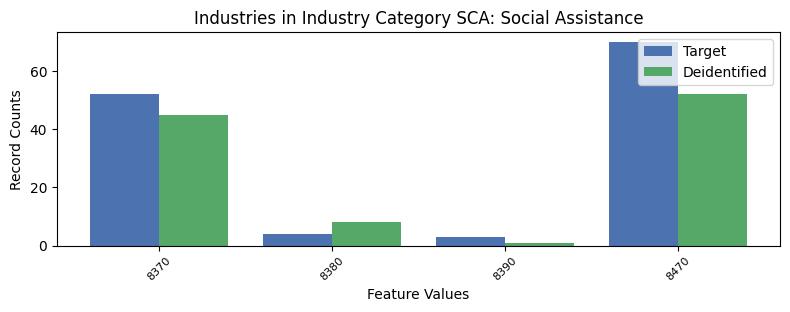 Industries in Industry Category SCA: Social Assistance
Target
Deidentified
Record Counts
60
40
20
0
8370
8380
8390
8470
Feature Values